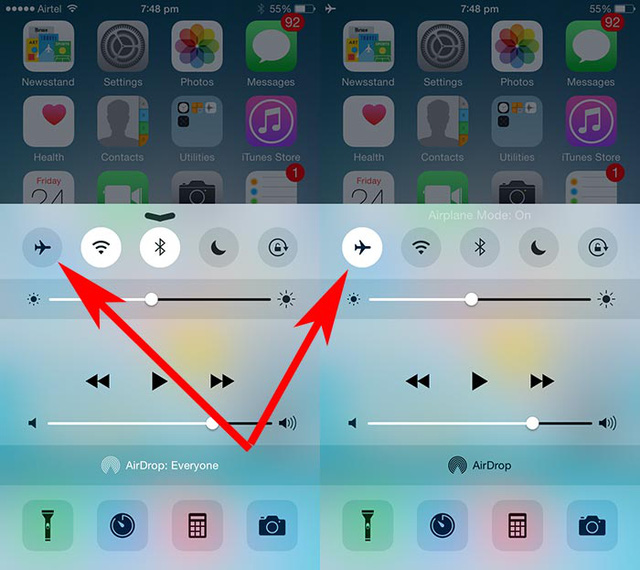 Airtel 7:48 pm 55%
92
Newsstand Settings Photos Messages
Health Contacts Utilities iTunes Store
Friday 1
24
AirDrop: Everyone
7:48 pm 55%
92
Newsstand Settings Photos Messages
Health Contacts Utilities iTunes Store
Friday 1
24
Airplane Mode: On
AirDrop